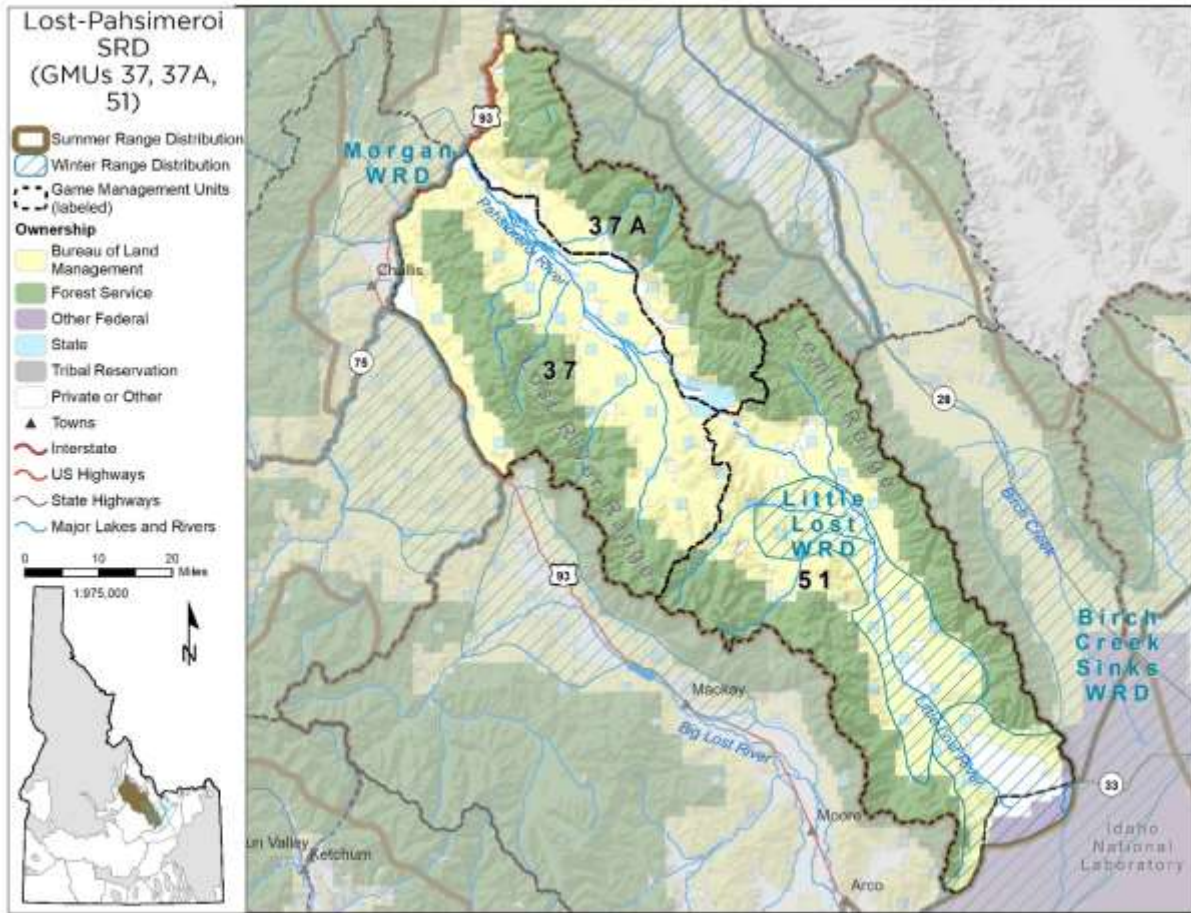 Lost-Pahsimeroi
SRD
(GMUs 37, 37A,
51)
Summer Range Distribution
Winter Range Distribution
Game Management Units
(labeled)
Ownership
Bureau of Land
Management
Forest Service
Other Federal
State
Tribal Reservation
Private or Other
Towns
Interstate
US Highways
State Highways
Major Lakes and Rivers
0 10 20
Miles
1:975,000
N
93
Morgan
WRD
Pahsimeroi River
37A
Challis
75
37
Lost River Range
Lemhi Range
28
Little
Lost
WRD
51
Birch Creek
93
Birch
Creek
Sinks
WRD
Mackay
Big Lost River
Little Lost River
33
Moore
Idaho
National
Laboratory
un Valley
Ketchum
Arco